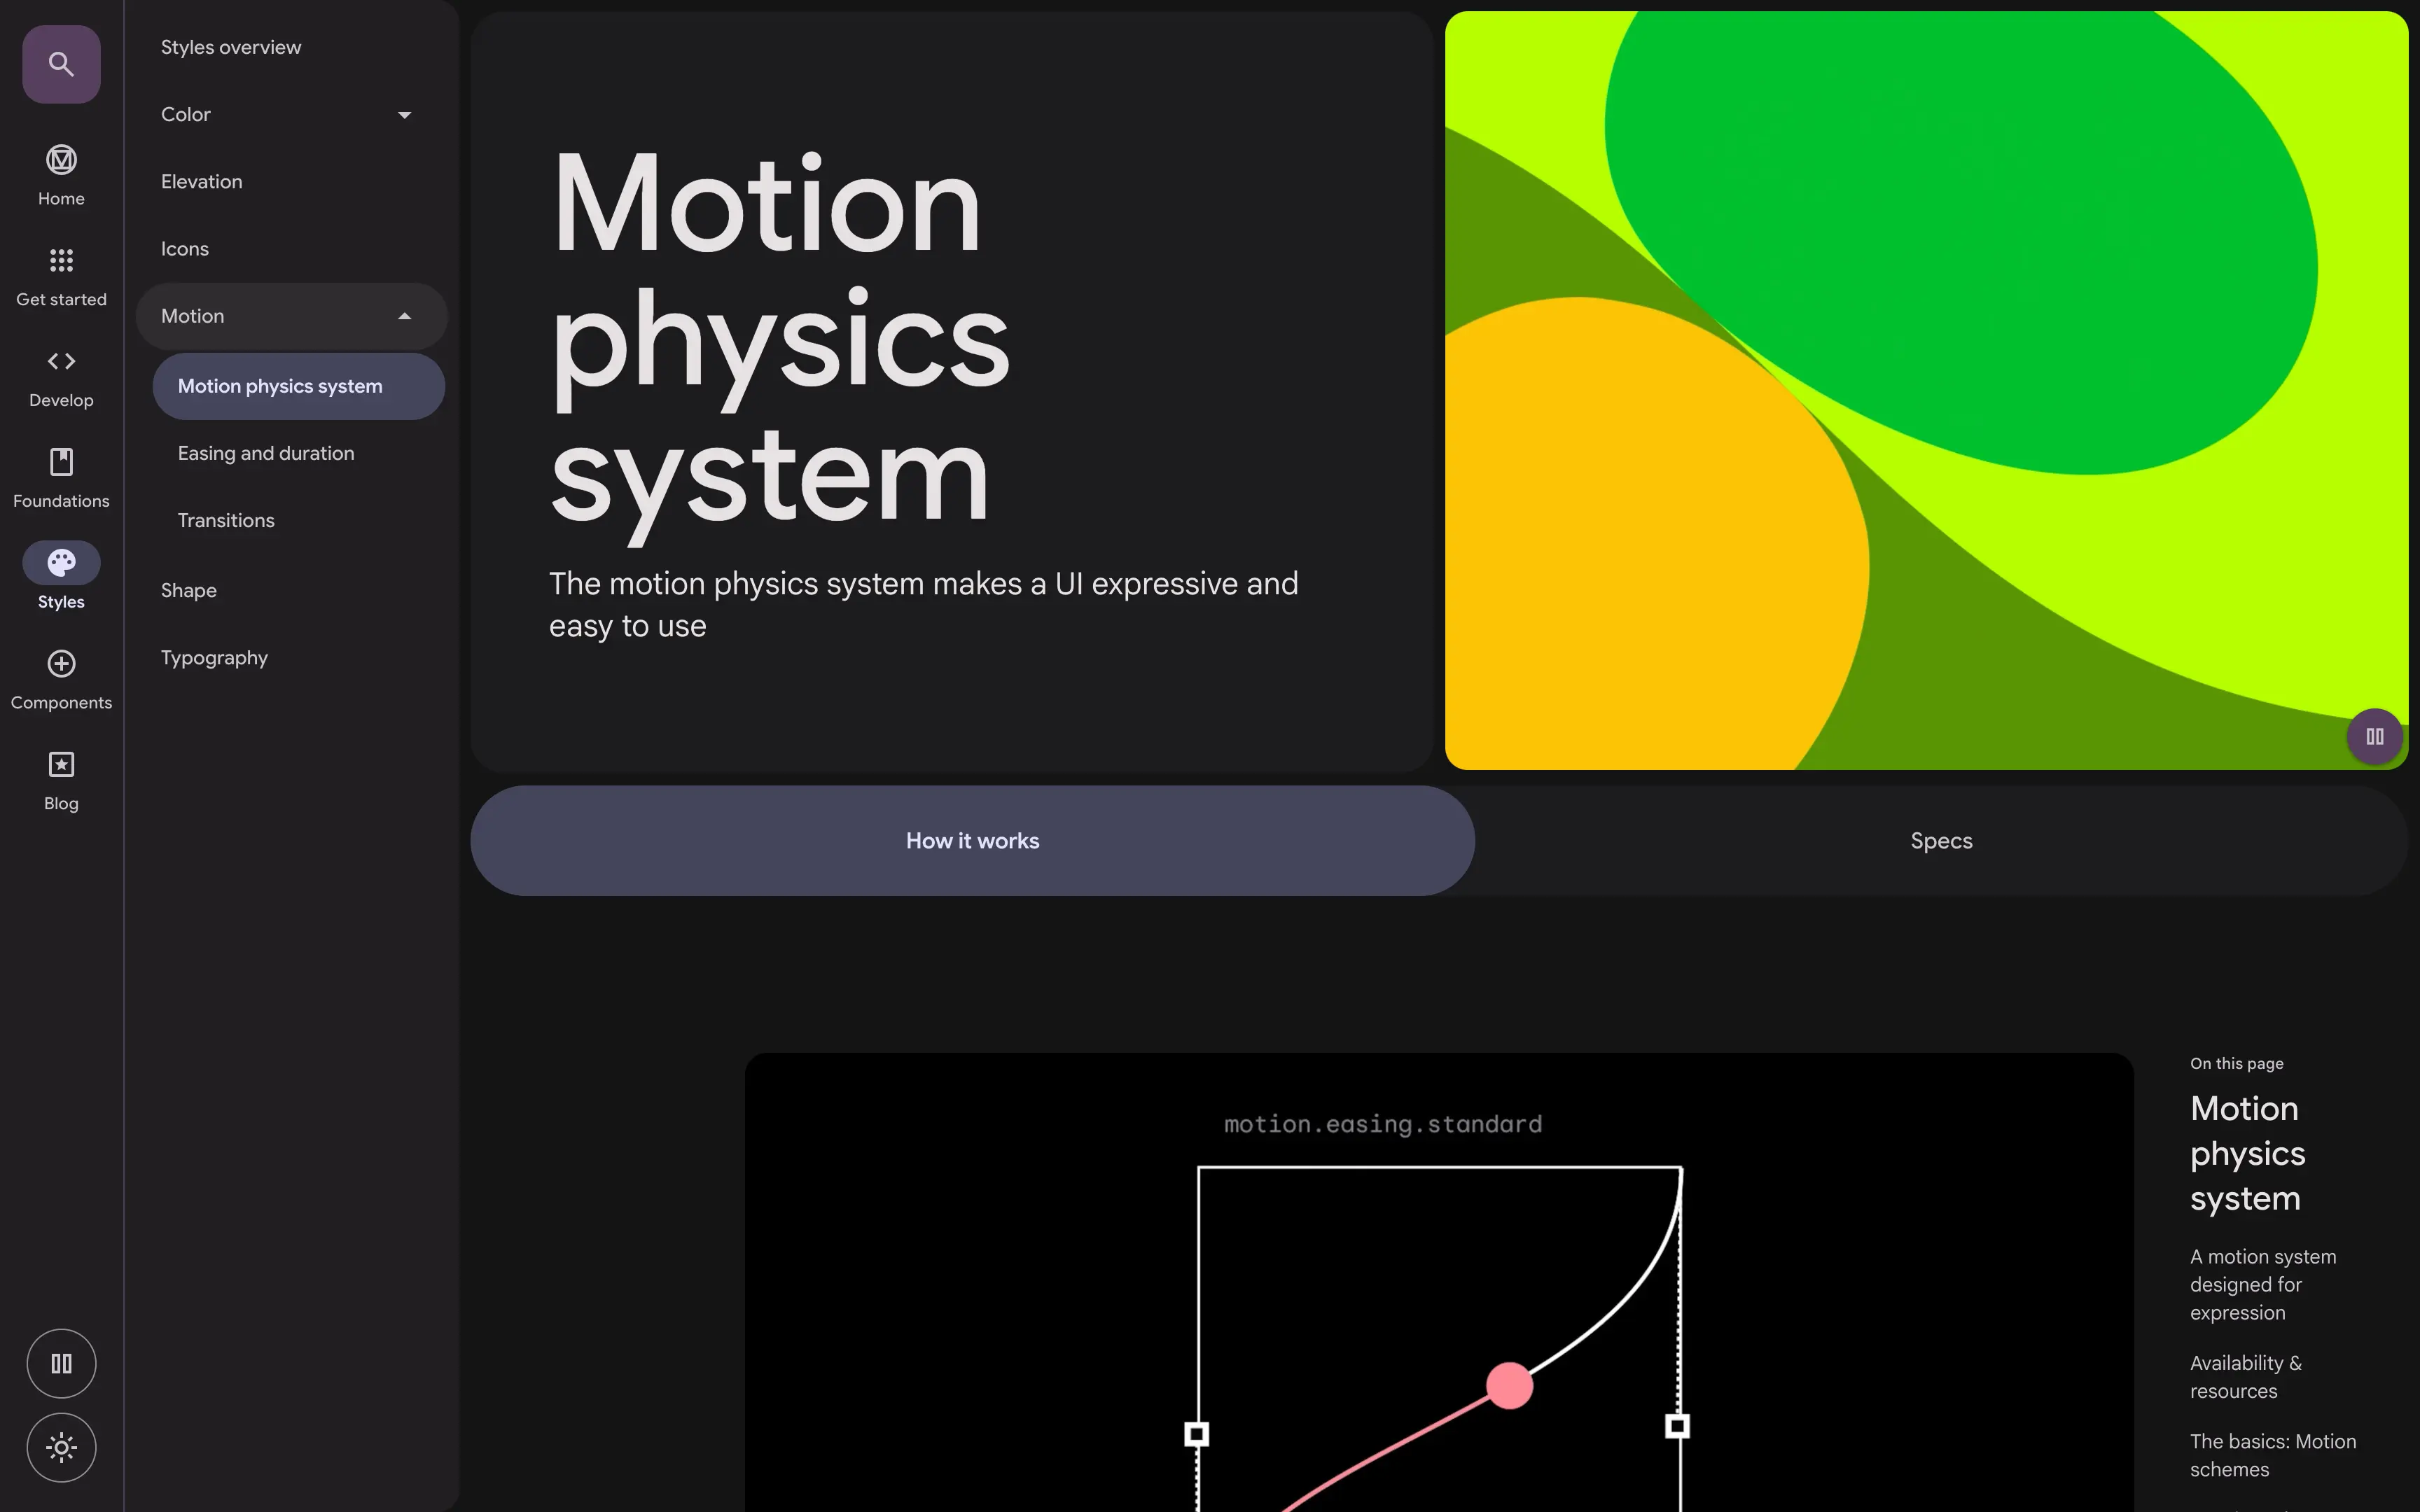 Home
Get started
Develop
Foundations
Styles
Components
Blog
Styles overview
Color
Elevation
Icons
Motion
Motion physics system
Easing and duration
Transitions
Shape
Typography
Motion
physics
system
The motion physics system makes a UI expressive and
easy to use
How it works
Specs
motion.easing.standard
On this page
Motion
physics
system
A motion system
designed for
expression
Availability &
resources
The basics: Motion
schemes